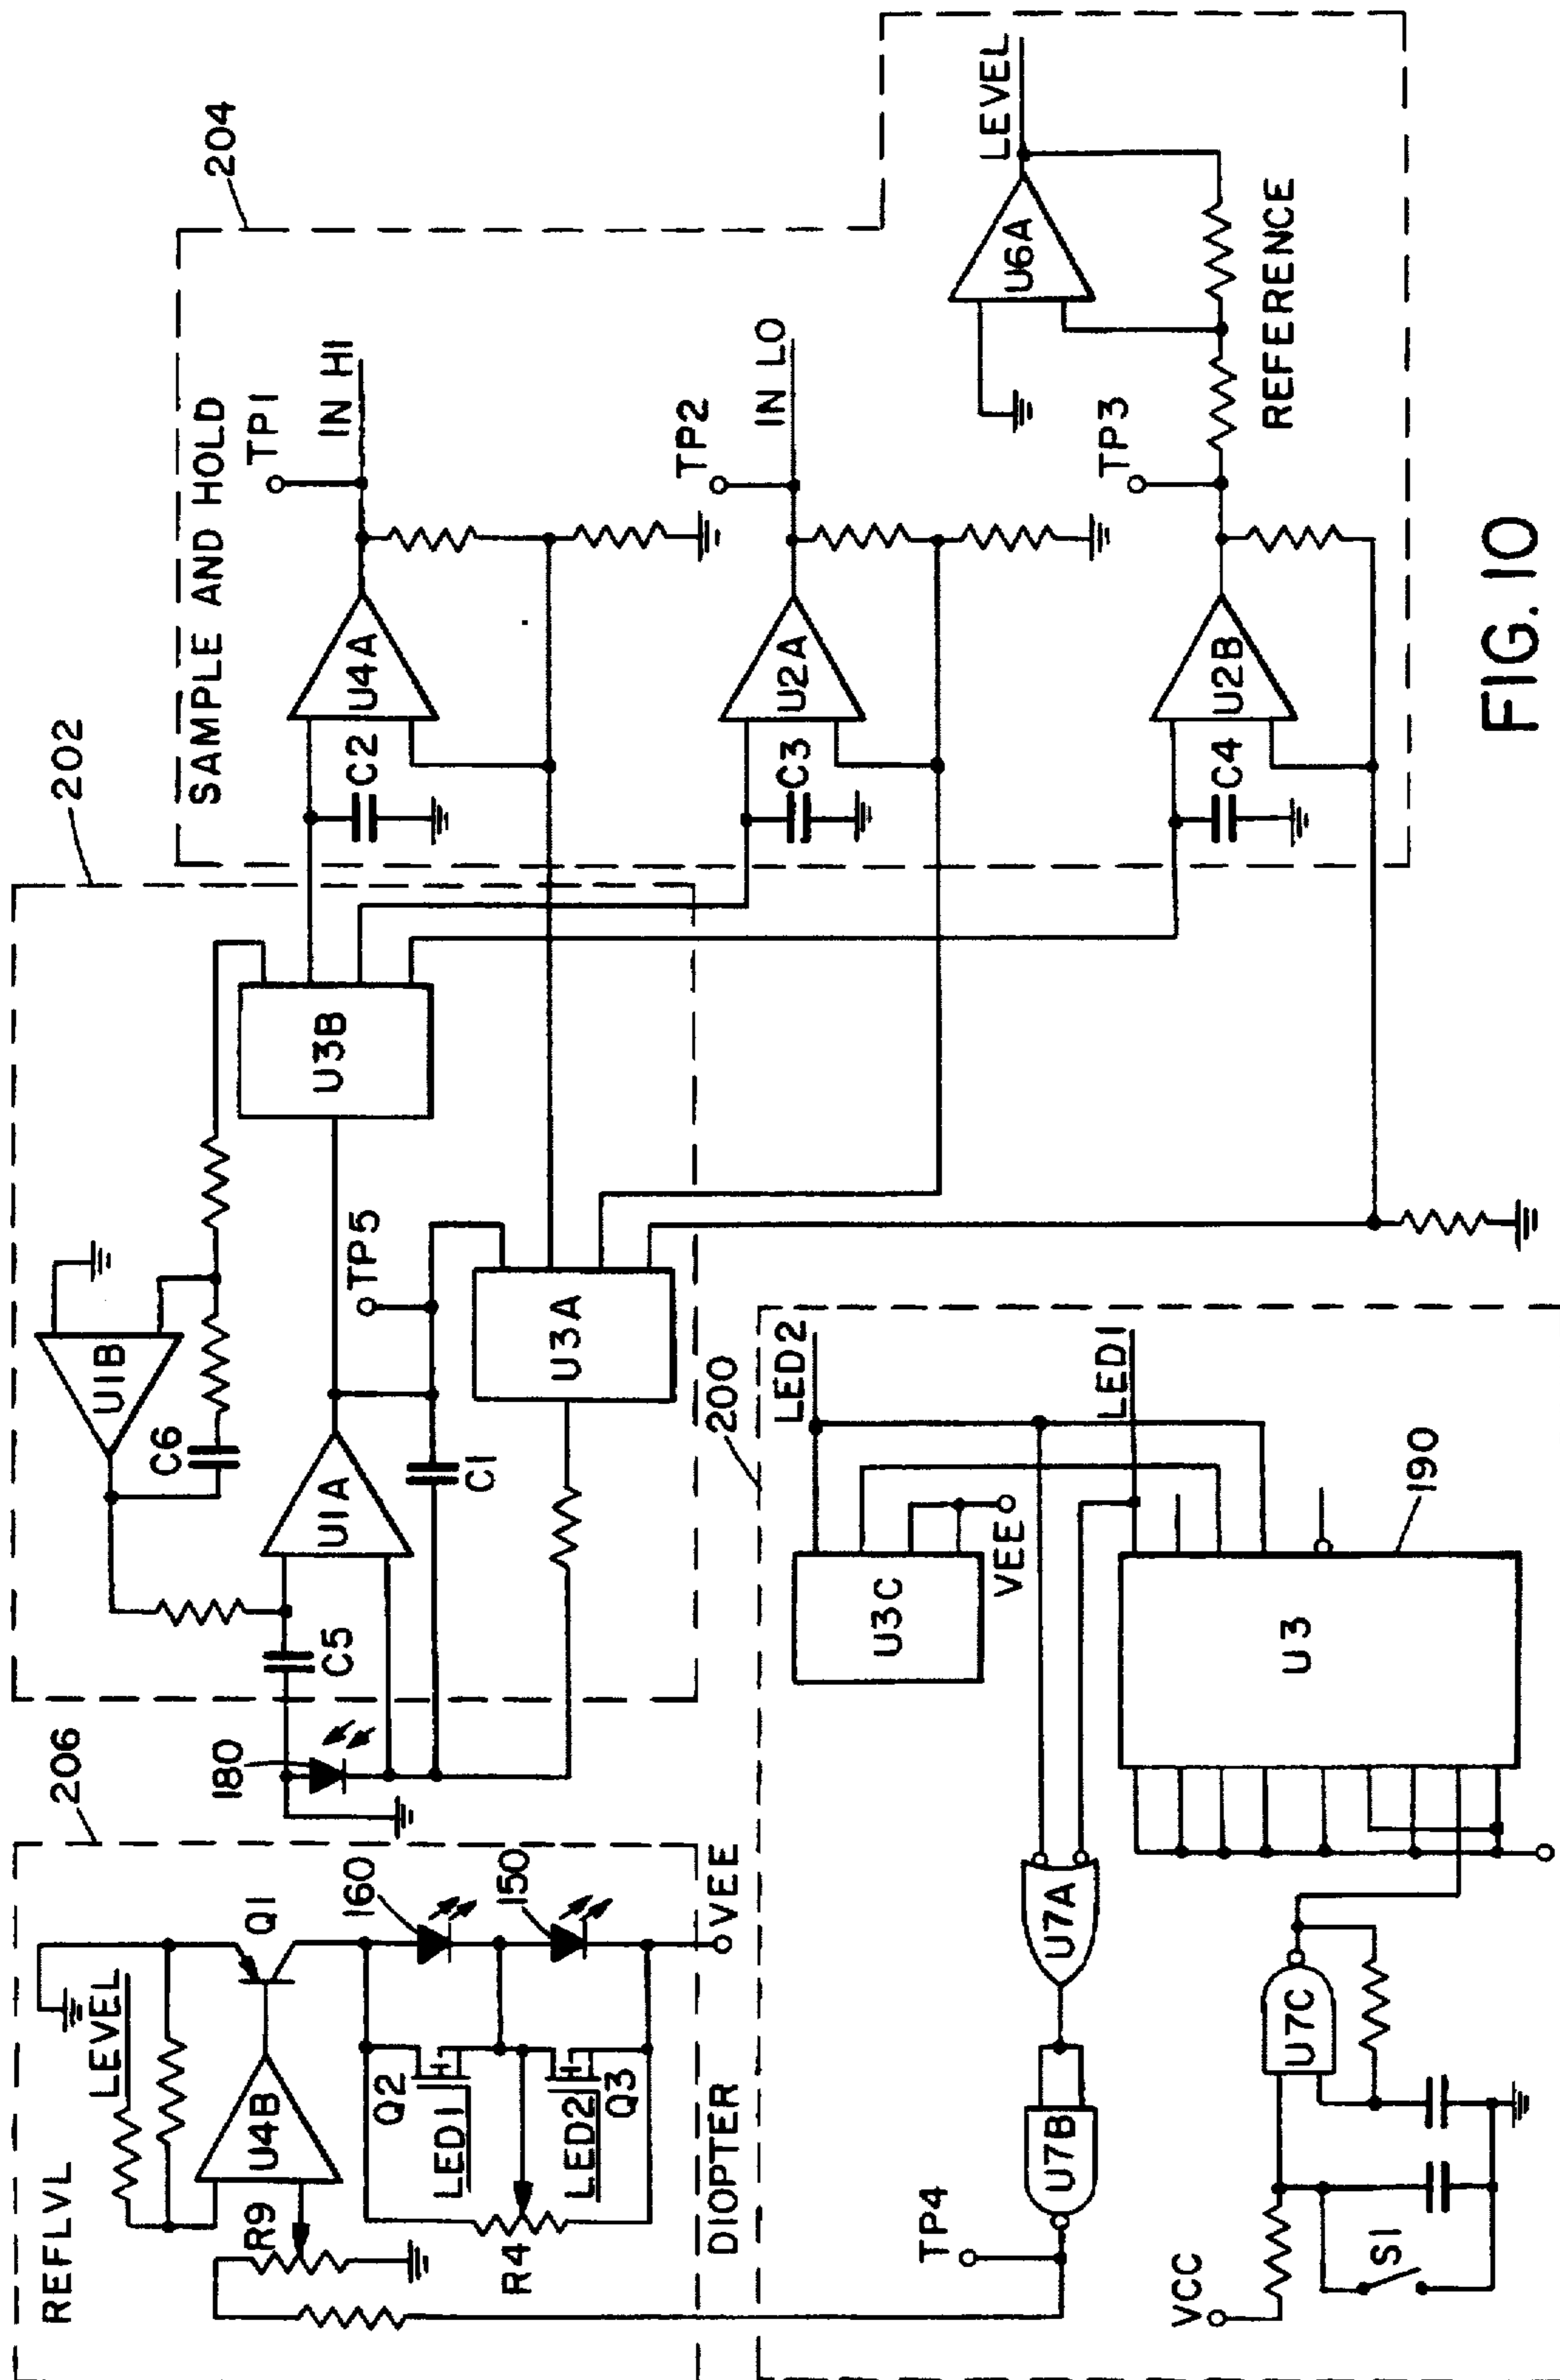 204
SAMPLE AND HOLD
TP1
IN HI
U4A
C2
TP2
IN LO
U2A
C3
LEVEL
U6A
TP3
REFERENCE
U2B
C4
202
U3B
U1B
C6
TP5
U1A
C1
U3A
C5
180
206
REFLVL
LEVEL
Q1
U4B
R9
160
150
Q2
LED1
LED2
Q3
R4
VEE
DIOPTER
200
LED2
LED1
U3C
VEE
190
U3
U7A
U7B
TP4
U7C
VCC
S1
FIG. 10